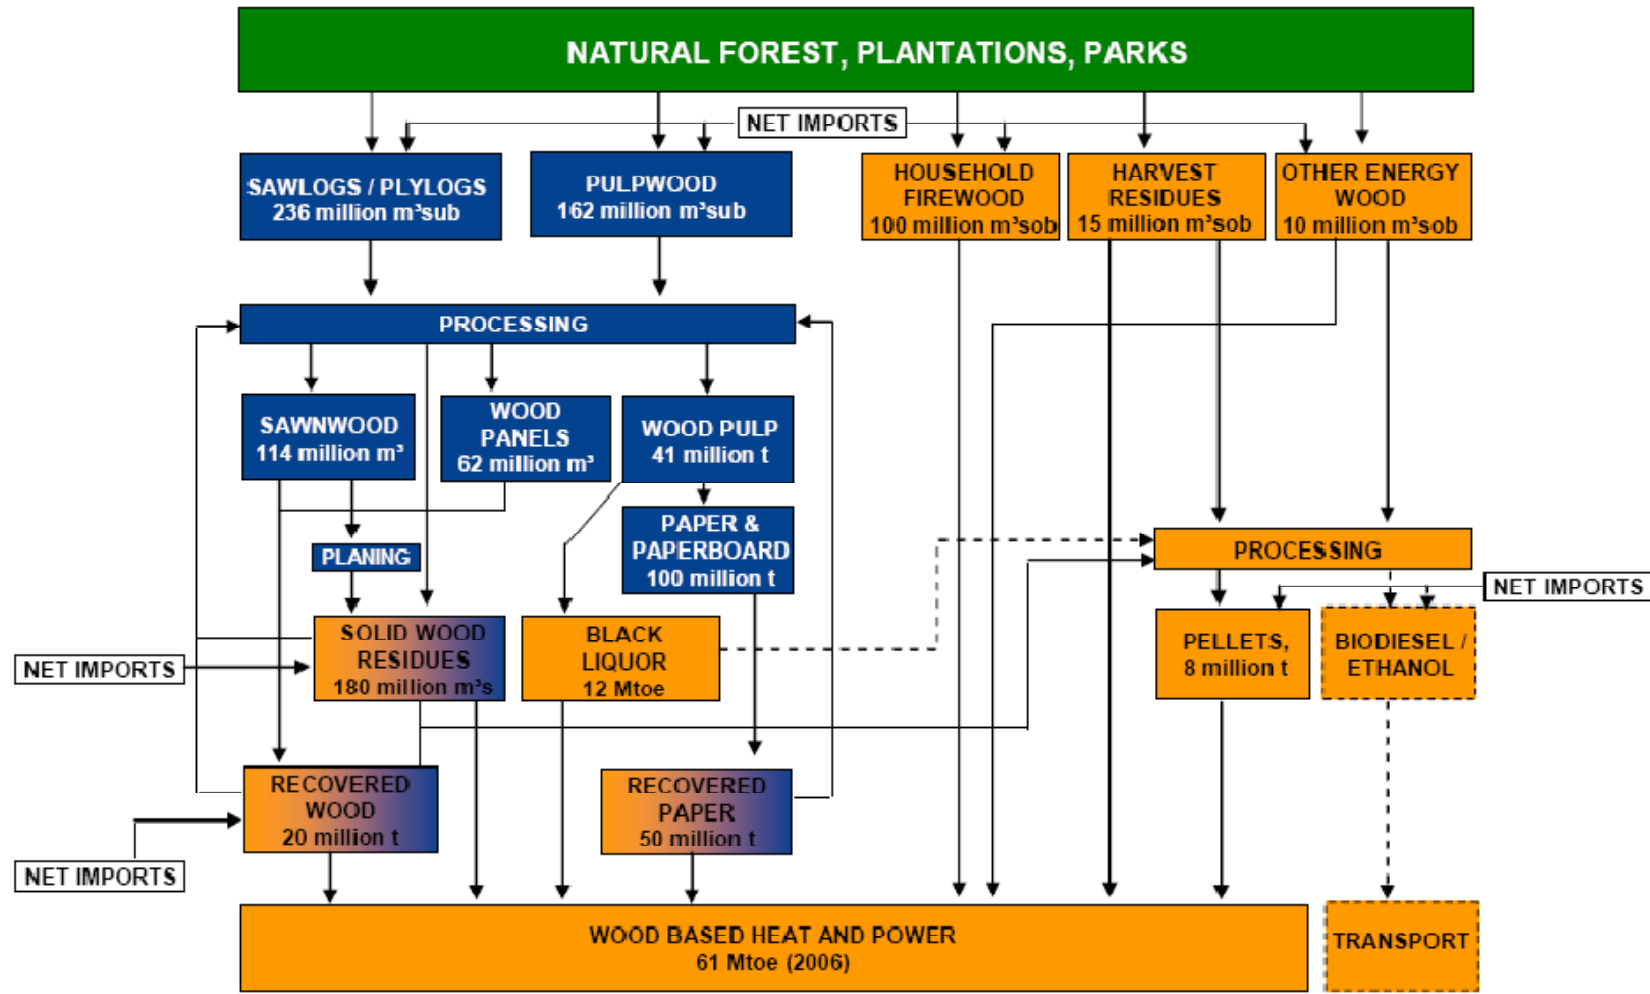 NATURAL FOREST, PLANTATIONS, PARKS
NET IMPORTS
SAWLOGS / PLYLOGS
236 million m³sub
PULPWOOD
162 million m³sub
HOUSEHOLD
FIREWOOD
100 million m³sob
HARVEST
RESIDUES
15 million m³sob
OTHER ENERGY
WOOD
10 million m³sob
PROCESSING
SAWNWOOD
114 million m³
WOOD
PANELS
62 million m³
WOOD PULP
41 million t
PLANING
PAPER &
PAPERBOARD
100 million t
PROCESSING
NET IMPORTS
SOLID WOOD
RESIDUES
180 million m³s
BLACK
LIQUOR
12 Mtoe
PELLETS,
8 million t
BIODIESEL /
ETHANOL
NET IMPORTS
RECOVERED
WOOD
20 million t
RECOVERED
PAPER
50 million t
NET IMPORTS
WOOD BASED HEAT AND POWER
61 Mtoe (2006)
TRANSPORT